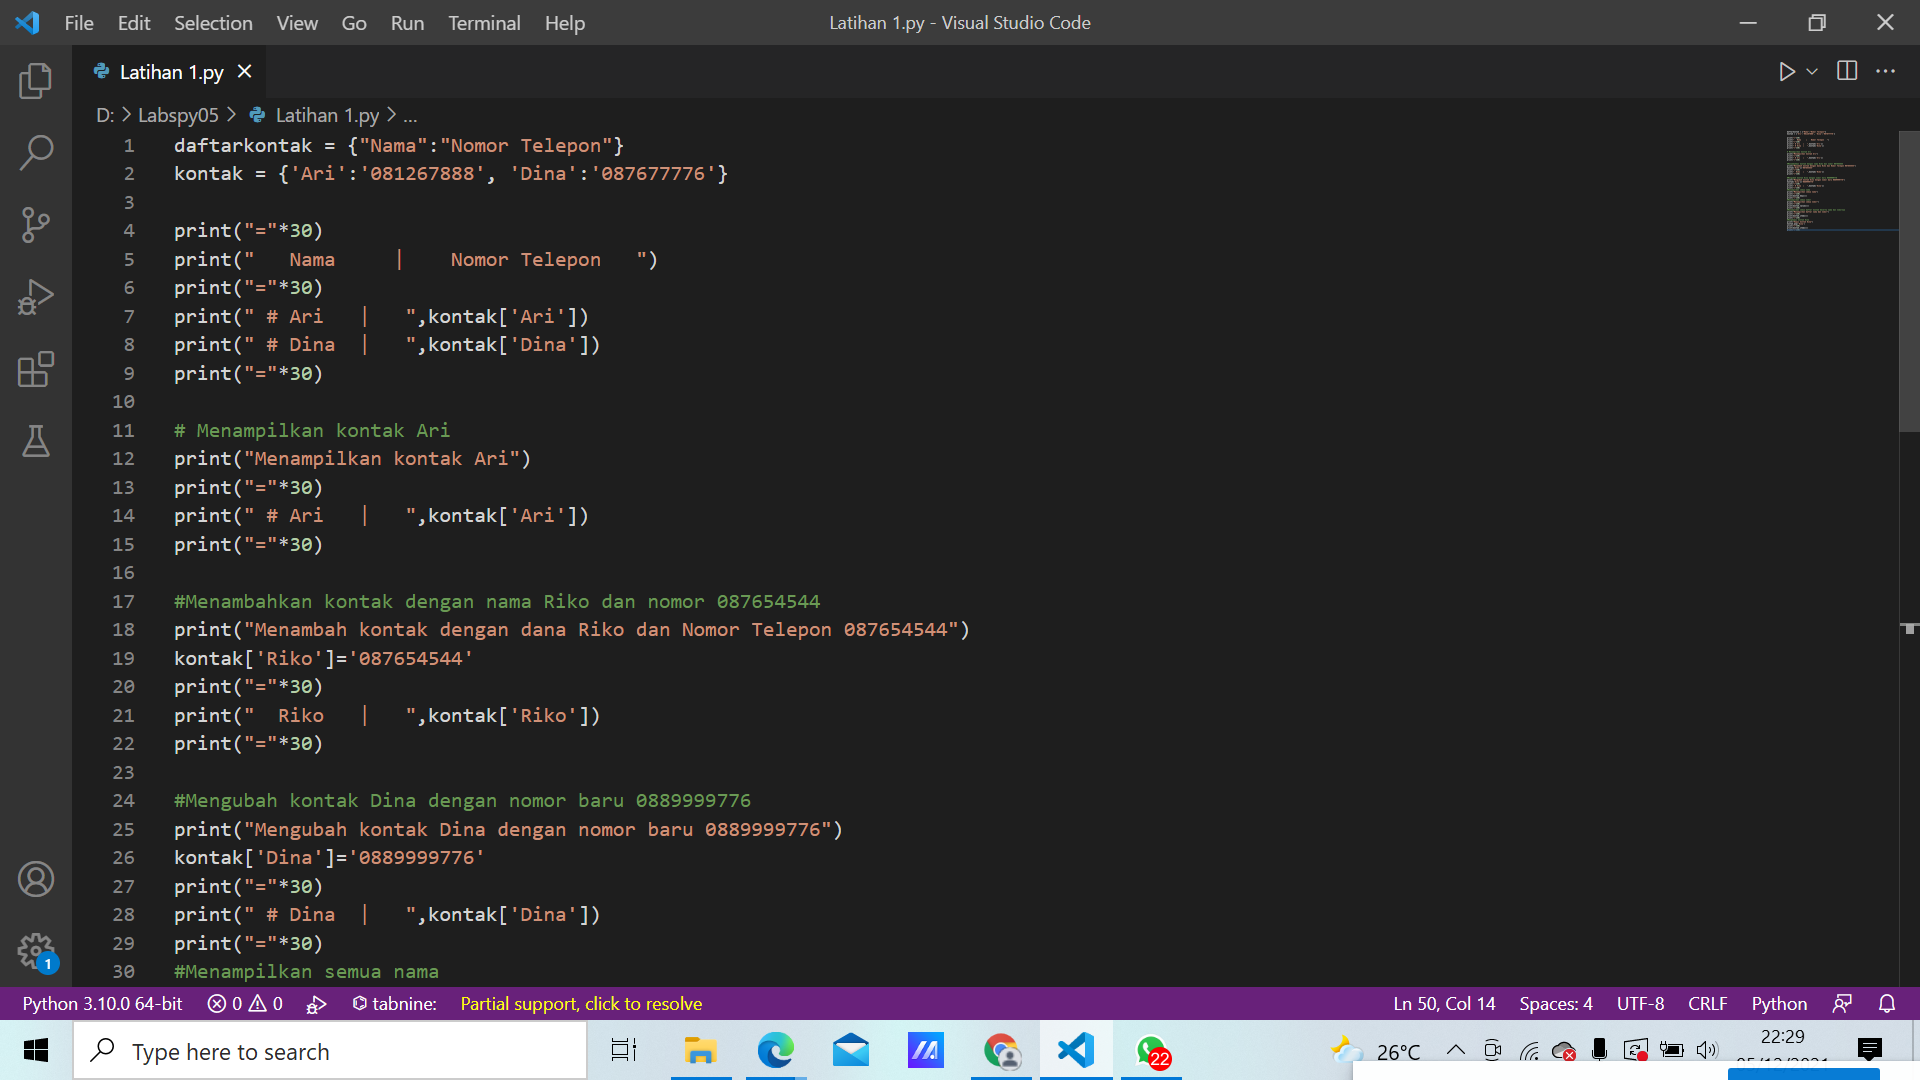 File Edit Selection View Go Run Terminal Help Latihan 1.py - Visual Studio Code
Latihan 1.py
D: > Labspy05 > Latihan 1.py > ...
1 daftarkontak = {"Nama":"Nomor Telepon"}
2 kontak = {'Ari':'081267888', 'Dina':'087677776'}
3
4 print("="*30)
5 print("   Nama     |    Nomor Telepon   ")
6 print("="*30)
7 print(" # Ari   |   ",kontak['Ari'])
8 print(" # Dina  |   ",kontak['Dina'])
9 print("="*30)
10
11 # Menampilkan kontak Ari
12 print("Menampilkan kontak Ari")
13 print("="*30)
14 print(" # Ari   |   ",kontak['Ari'])
15 print("="*30)
16
17 #Menambahkan kontak dengan nama Riko dan nomor 087654544
18 print("Menambah kontak dengan dana Riko dan Nomor Telepon 087654544")
19 kontak['Riko']='087654544'
20 print("="*30)
21 print("  Riko   |   ",kontak['Riko'])
22 print("="*30)
23
24 #Mengubah kontak Dina dengan nomor baru 0889999776
25 print("Mengubah kontak Dina dengan nomor baru 0889999776")
26 kontak['Dina']='0889999776'
27 print("="*30)
28 print(" # Dina  |   ",kontak['Dina'])
29 print("="*30)
30 #Menampilkan semua nama
1
Python 3.10.0 64-bit 0 0 tabnine: Partial support, click to resolve Ln 50, Col 14 Spaces: 4 UTF-8 CRLF Python
Type here to search 22 26°C 22:29